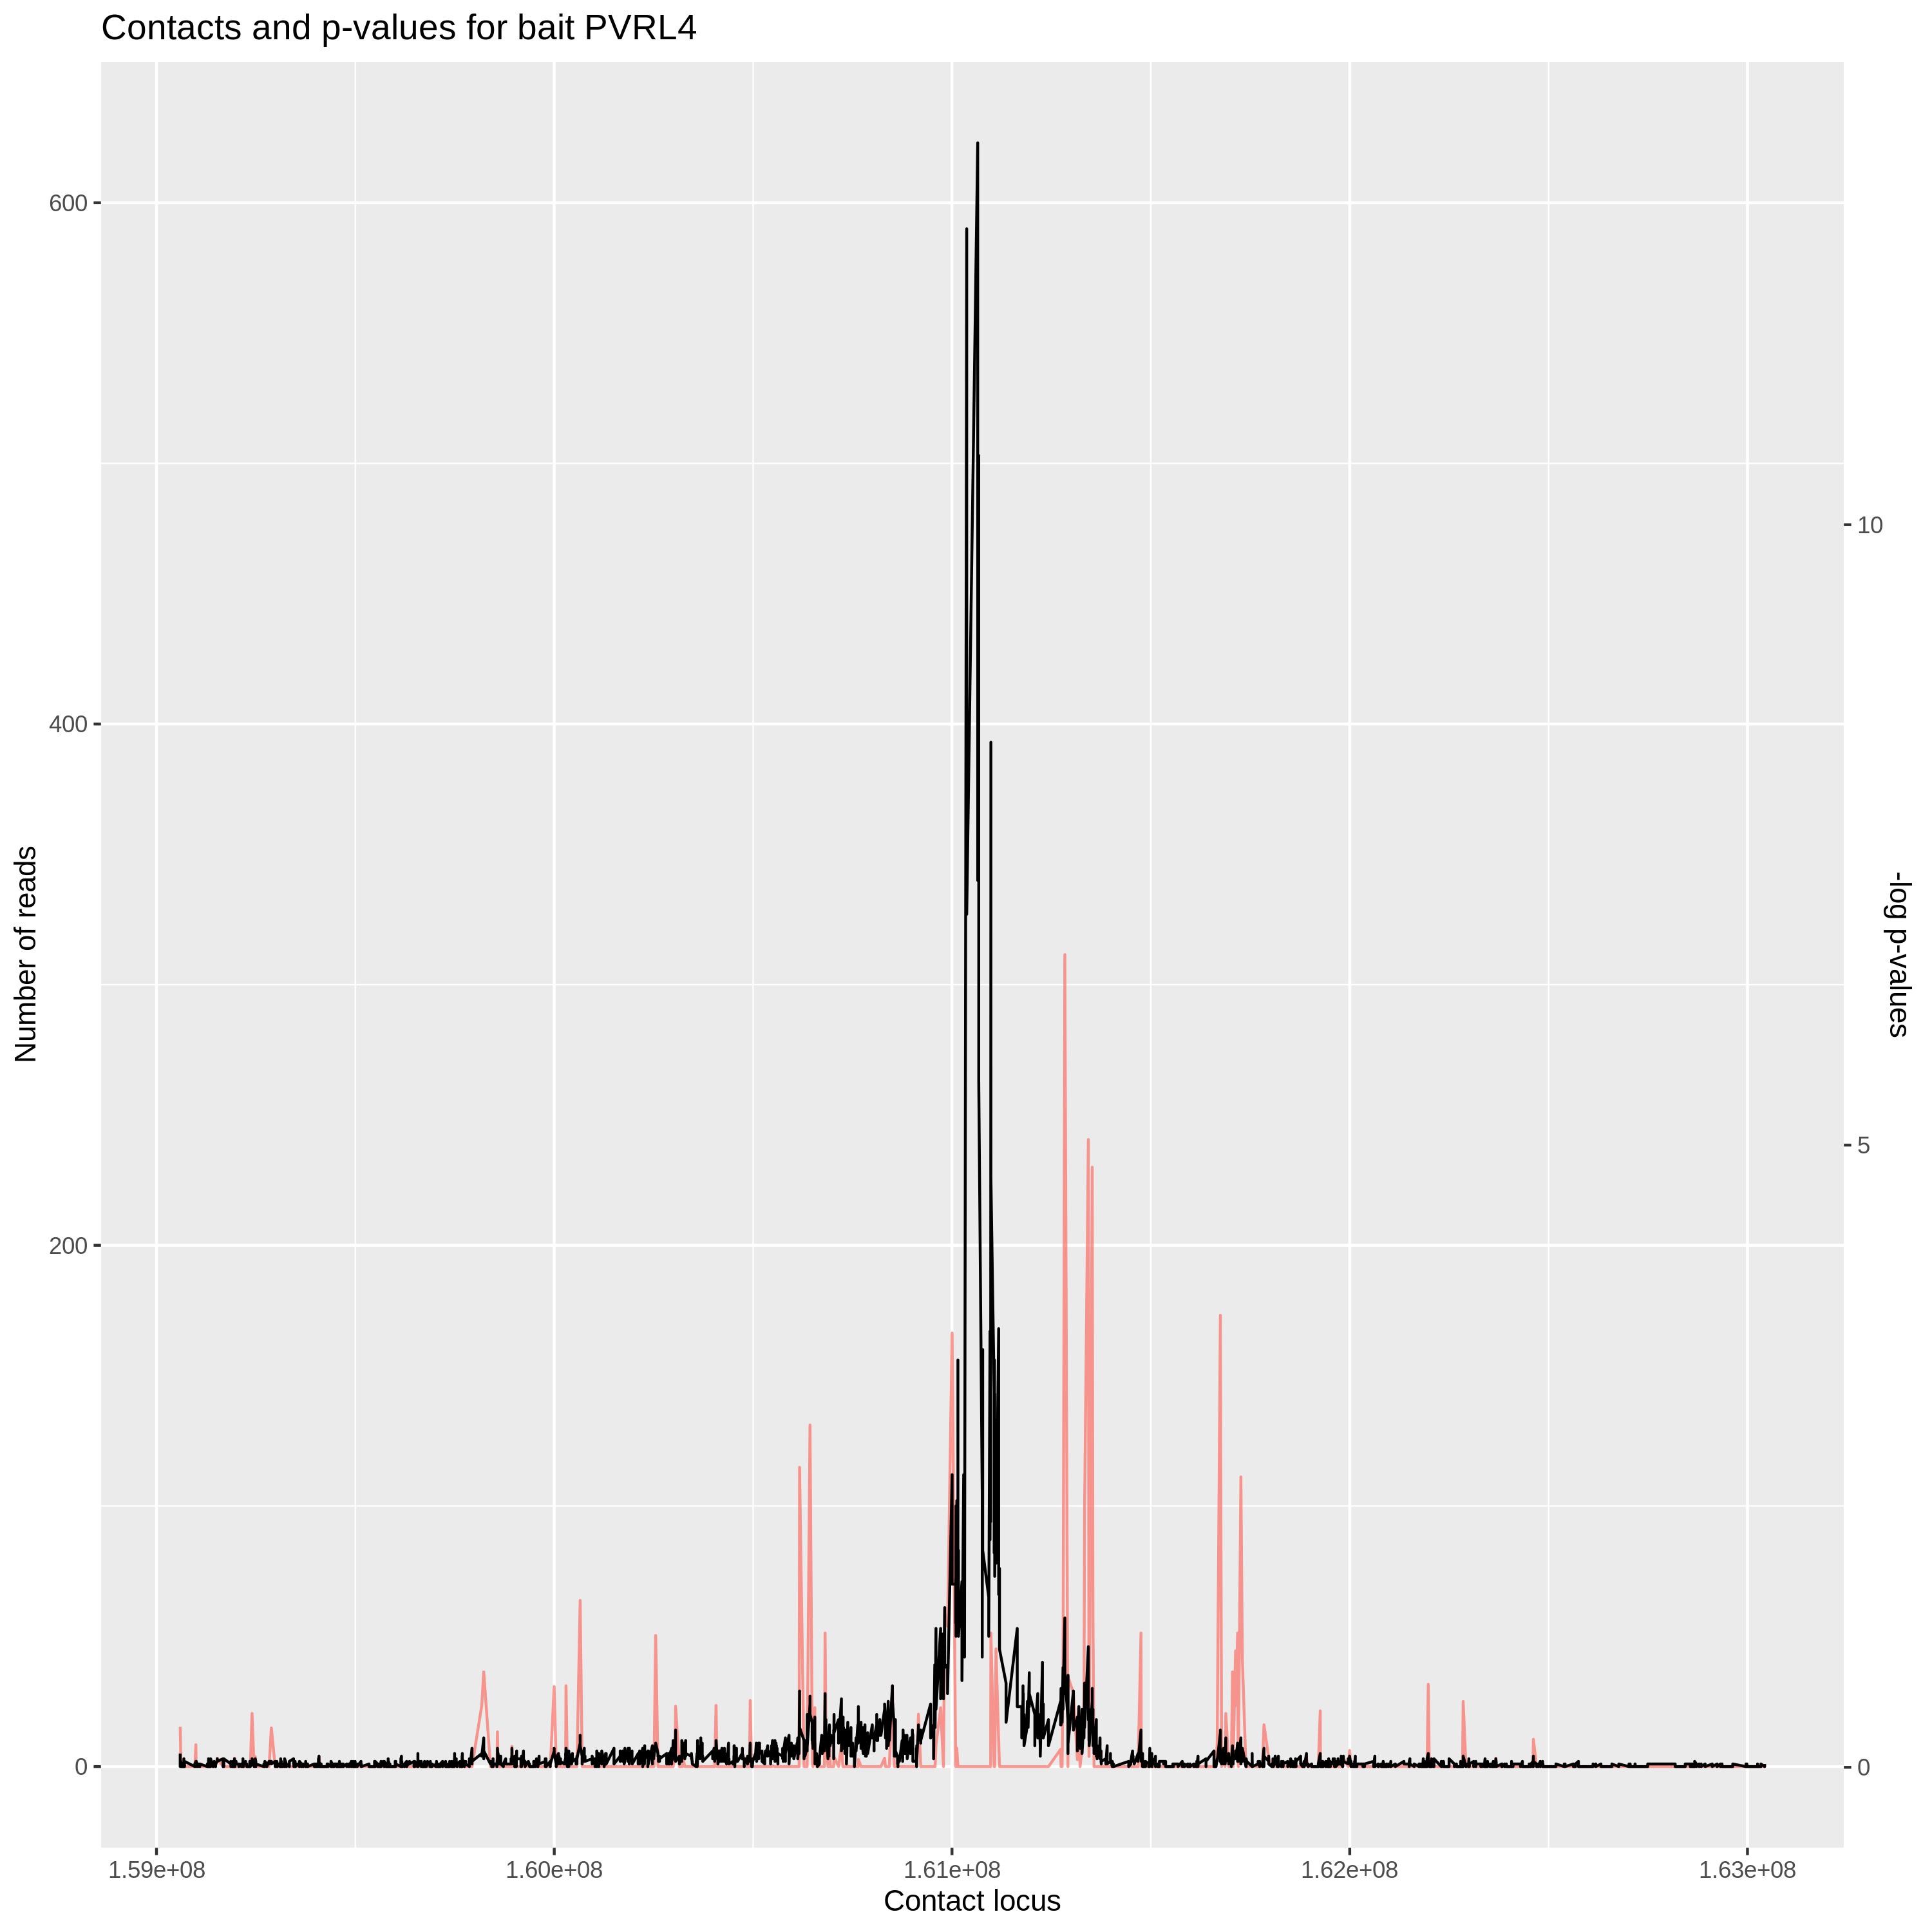 Contacts and p-values for bait PVRL4
600
400
200
0
Number of reads
10
5
0
-log p-values
1.59e+08
1.60e+08
1.61e+08
1.62e+08
1.63e+08
Contact locus